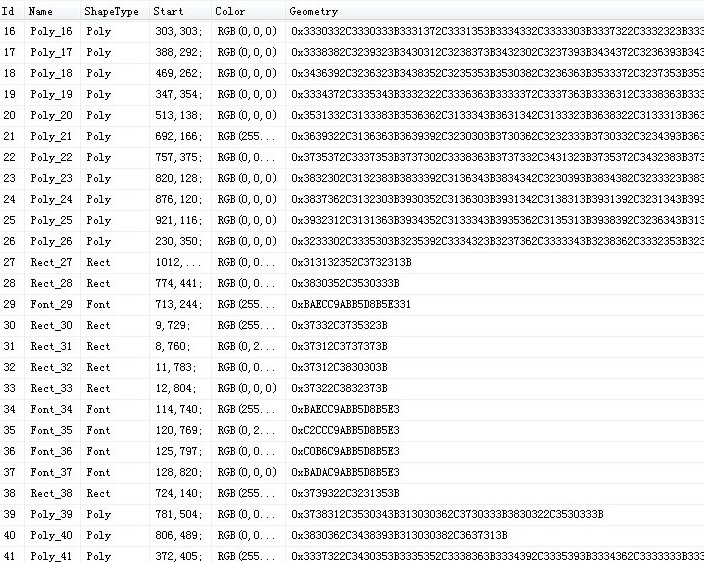 Id Name ShapeType Start Color Geometry
16 Poly_16 Poly 303,303; RGB(0,0,0) 0x3330332C3330333B3331372C3331353B3334332C3330303B3337322C3332323B333
17 Poly_17 Poly 388,292; RGB(0,0,0) 0x3338382C3239323B3430312C3238373B3432302C3237393B3434372C3236393B343
18 Poly_18 Poly 469,262; RGB(0,0,0) 0x3436392C3236323B3438352C3235353B3530382C3236363B3533372C3237353B353
19 Poly_19 Poly 347,354; RGB(0,0,0) 0x3334372C3335343B3332322C3336363B3333372C3337363B3336312C3338363B333
20 Poly_20 Poly 513,138; RGB(0,0,0) 0x3531332C3133383B3536362C3133343B3631342C3133323B3638322C3133313B363
21 Poly_21 Poly 692,166; RGB(255... 0x3639322C3136363B3639392C3230303B3730362C3232333B3730332C3234393B363
22 Poly_22 Poly 757,375; RGB(0,0,0) 0x3735372C3337353B3737302C3338363B3737332C3431323B3735372C3432383B373
23 Poly_23 Poly 820,128; RGB(0,0,0) 0x3832302C3132383B3833392C3136343B3834342C3230393B3834382C3233323B383
24 Poly_24 Poly 876,120; RGB(0,0,0) 0x3837362C3132303B3930352C3136303B3931342C3138313B3931392C3231343B393
25 Poly_25 Poly 921,116; RGB(0,0,0) 0x3932312C3131363B3934352C3133343B3935362C3135313B3938392C3236343B313
26 Poly_26 Poly 230,350; RGB(0,0,0) 0x3233302C3335303B3235392C3334323B3237362C3333343B3238362C3332353B323
27 Rect_27 Rect 1012,... RGB(0,0... 0x313132352C3732313B
28 Rect_28 Rect 774,441; RGB(0,0... 0x3830352C3530333B
29 Font_29 Font 713,244; RGB(255... 0xBAECC9ABB5D8B5E331
30 Rect_30 Rect 9,729; RGB(255... 0x37332C3735323B
31 Rect_31 Rect 8,760; RGB(0,2... 0x37312C3737373B
32 Rect_32 Rect 11,783; RGB(0,0... 0x37312C3830303B
33 Rect_33 Rect 12,804; RGB(0,0,0) 0x37322C3832373B
34 Font_34 Font 114,740; RGB(255... 0xBAECC9ABB5D8B5E3
35 Font_35 Font 120,769; RGB(0,2... 0xC2CCC9ABB5D8B5E3
36 Font_36 Font 125,797; RGB(0,0... 0xC0B6C9ABB5D8B5E3
37 Font_37 Font 128,820; RGB(0,0,0) 0xBADAC9ABB5D8B5E3
38 Rect_38 Rect 724,140; RGB(255... 0x3739322C3231353B
39 Poly_39 Poly 781,504; RGB(0,0... 0x3738312C3530343B313030362C3730333B3830322C3530333B
40 Poly_40 Poly 806,489; RGB(0,0... 0x3830362C3438393B313030382C3637313B
41 Poly_41 Poly 372,405; RGB(255... 0x3337322C3430353B3335352C3338363B3334392C3335393B3334362C3333333B333